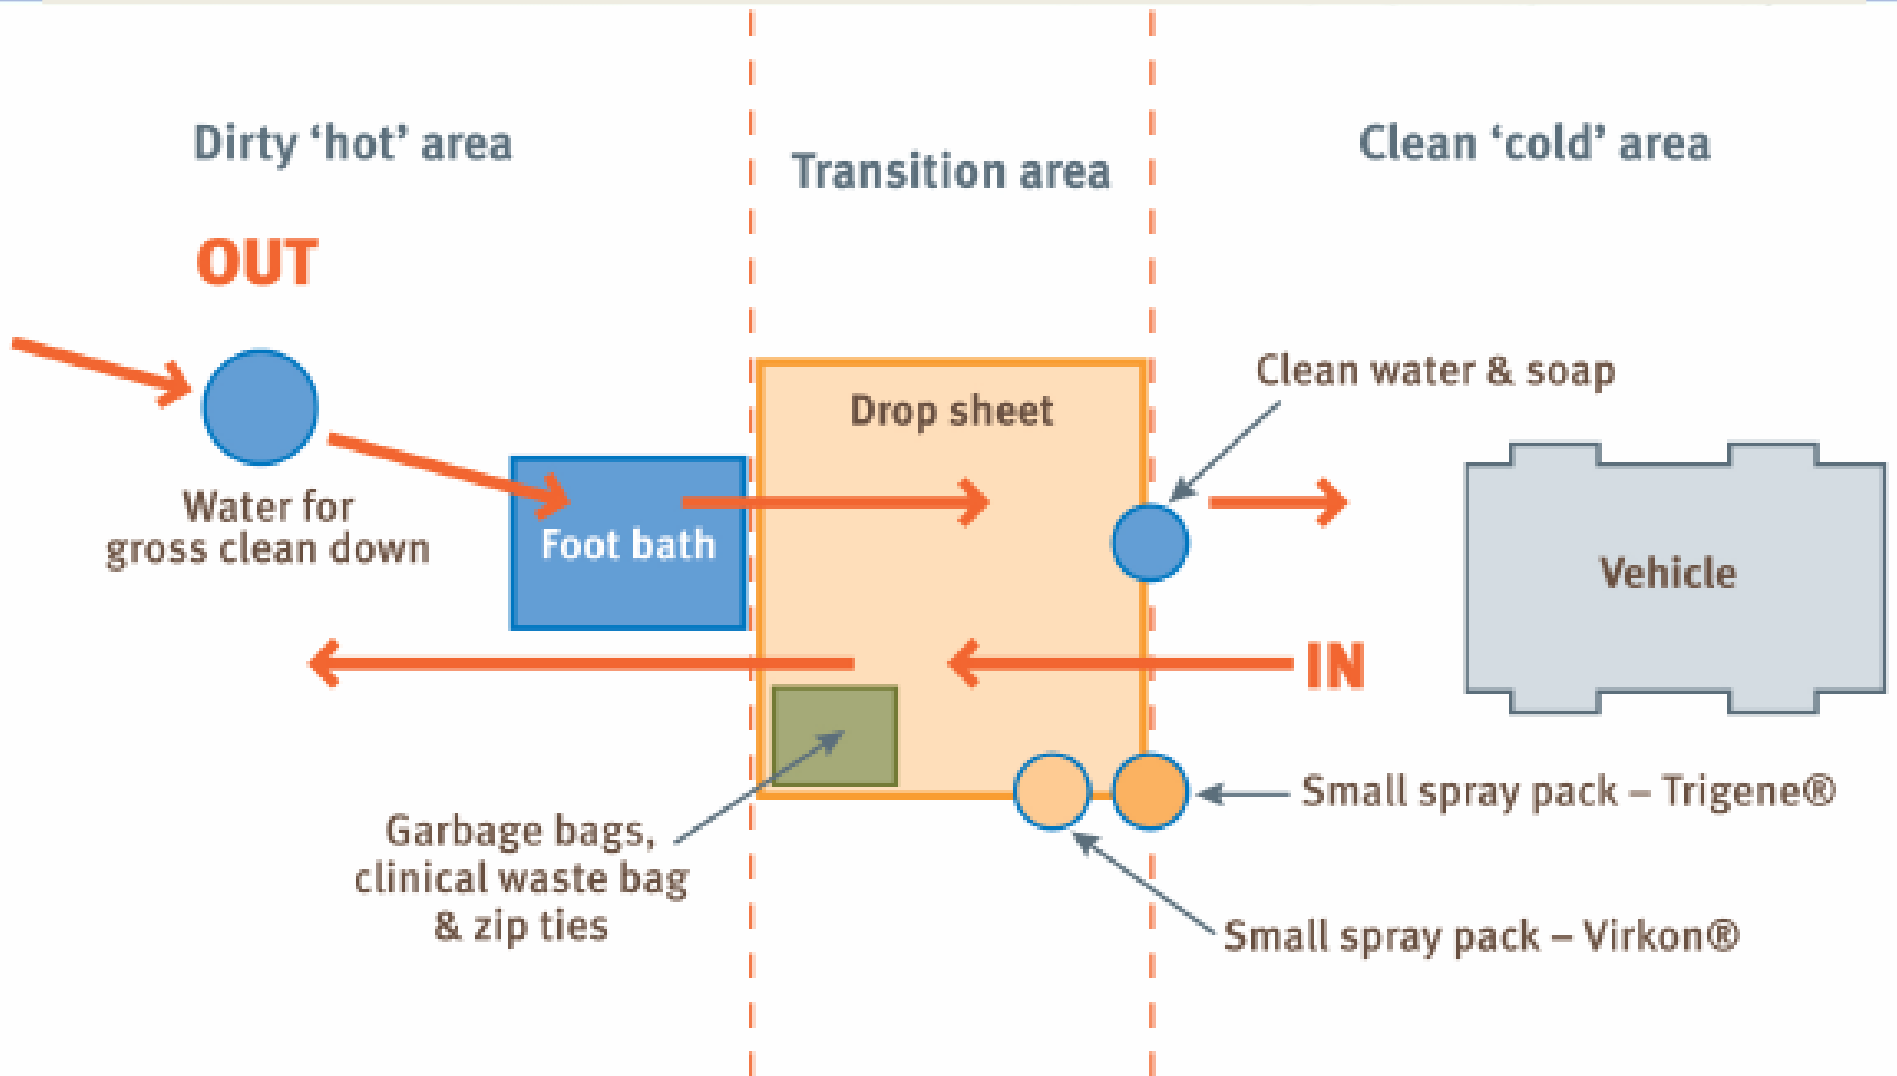 Dirty ‘hot’ area
Transition area
Clean ‘cold’ area
OUT
Clean water & soap
Drop sheet
Water for
gross clean down
Foot bath
Vehicle
IN
Garbage bags,
clinical waste bag
& zip ties
Small spray pack – Trigene®
Small spray pack – Virkon®